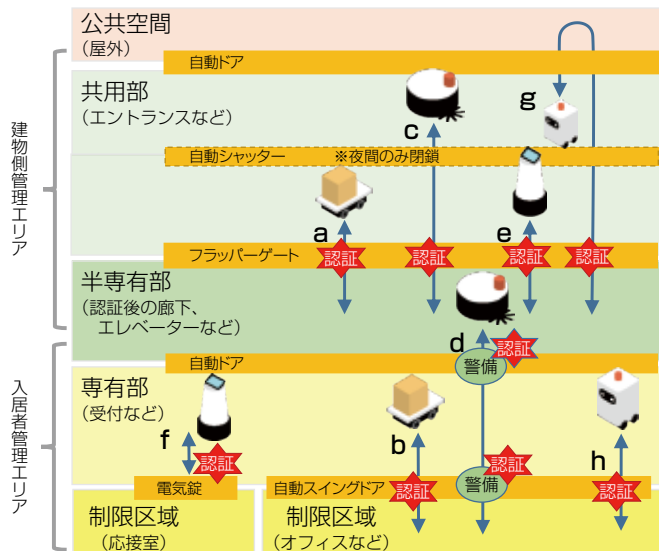 公共空間
(屋外)
自動ドア
共用部
(エントランスなど)
g
c
自動シャッター ※夜間のみ閉鎖
a
e
フラッパーゲート 認証 認証 認証 認証
半専有部
(認証後の廊下、
エレベーターなど)
d
認証
自動ドア 警備
専有部
(受付など)
f
認証
b
認証
h
電気錠 自動スイングドア 認証 警備 認証
制限区域
(応接室)
制限区域
(オフィスなど)
建物側管理エリア
入居者管理エリア